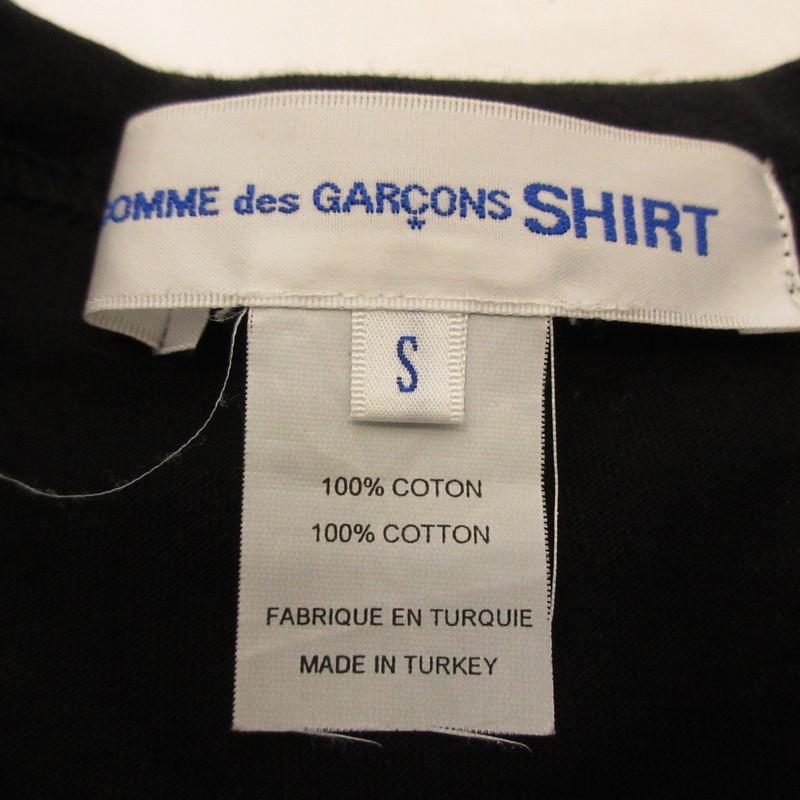 COMME des GARÇONS SHIRT
S
100% COTON
100% COTTON
FABRIQUE EN TURQUIE
MADE IN TURKEY